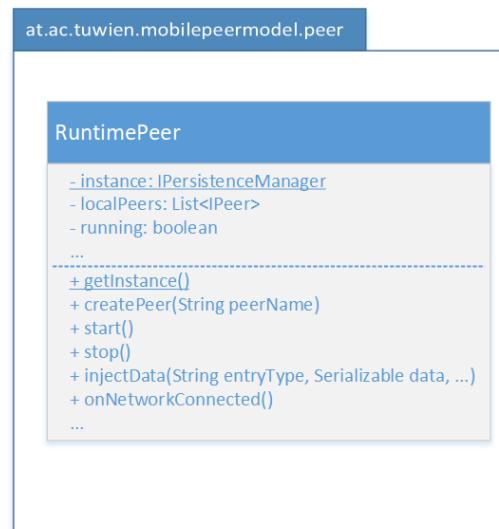 at.ac.tuwien.mobilepeermodel.peer
RuntimePeer
- instance: IPersistenceManager
- localPeers: List<IPeer>
- running: boolean
...
+ getInstance()
+ createPeer(String peerName)
+ start()
+ stop()
+ injectData(String entryType, Serializable data, ...)
+ onNetworkConnected()
...